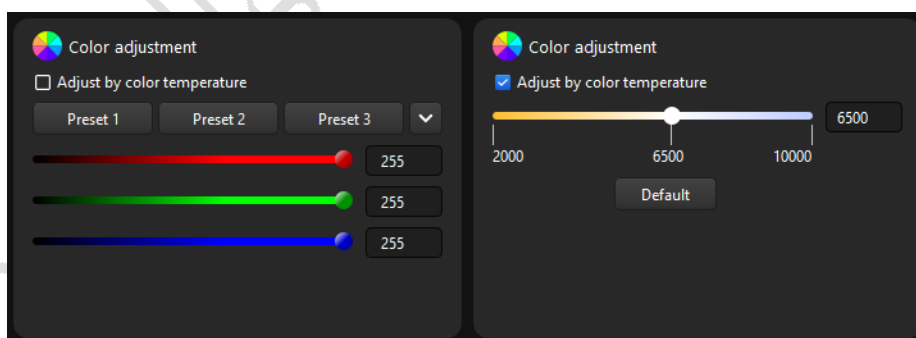 Color adjustment
Adjust by color temperature
Preset 1 Preset 2 Preset 3
255
255
255
Color adjustment
Adjust by color temperature
6500
2000 6500 10000
Default